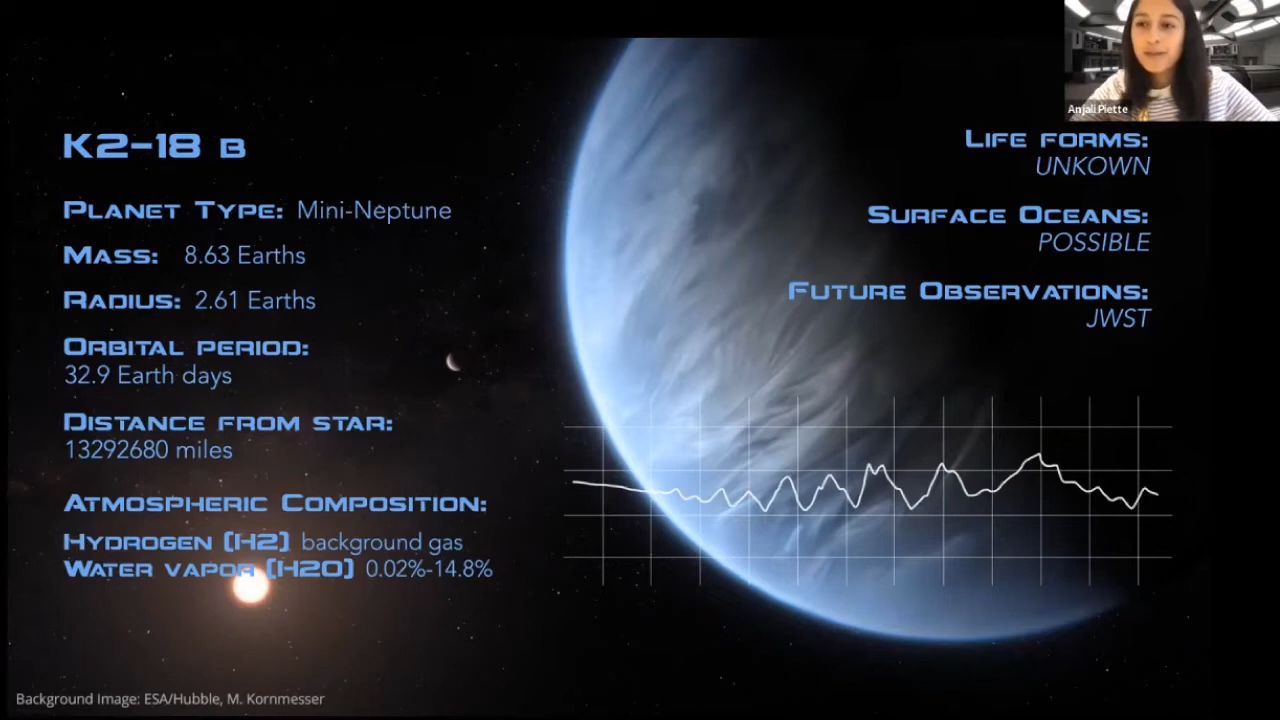 Anjali Piette
K2-18 B
PLANET TYPE: Mini-Neptune
MASS: 8.63 Earths
RADIUS: 2.61 Earths
ORBITAL PERIOD:
32.9 Earth days
DISTANCE FROM STAR:
13292680 miles
ATMOSPHERIC COMPOSITION:
HYDROGEN (H2) background gas
WATER VAPOR (H2O) 0.02%-14.8%
LIFE FORMS:
UNKOWN
SURFACE OCEANS:
POSSIBLE
FUTURE OBSERVATIONS:
JWST
Background Image: ESA/Hubble, M. Kornmesser